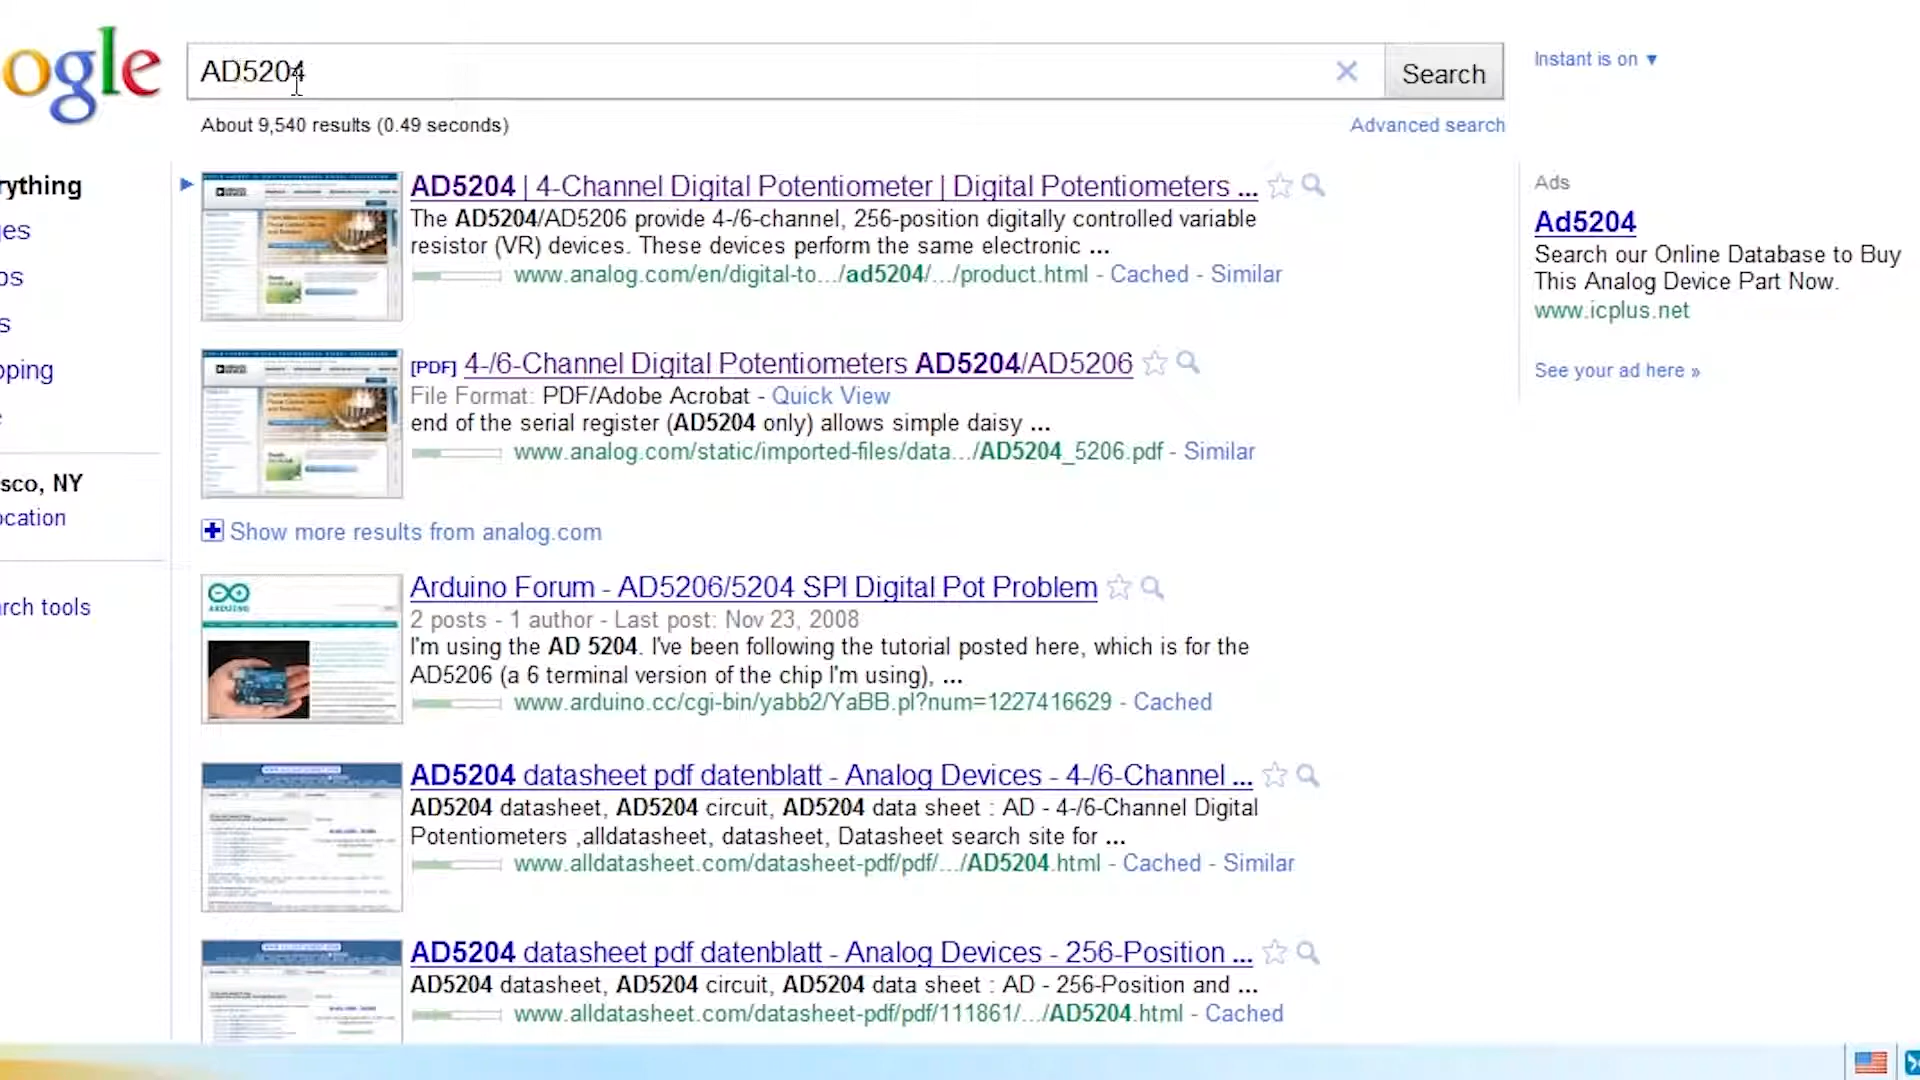 ogle
AD5204
Search
Instant is on ▼
About 9,540 results (0.49 seconds)
Advanced search
rything
ges
os
s
pping
sco, NY
ocation
rch tools
AD5204 | 4-Channel Digital Potentiometer | Digital Potentiometers ...
The AD5204/AD5206 provide 4-/6-channel, 256-position digitally controlled variable
resistor (VR) devices. These devices perform the same electronic ...
www.analog.com/en/digital-to.../ad5204/.../product.html - Cached - Similar
[PDF] 4-/6-Channel Digital Potentiometers AD5204/AD5206
File Format: PDF/Adobe Acrobat - Quick View
end of the serial register (AD5204 only) allows simple daisy ...
www.analog.com/static/imported-files/data.../AD5204_5206.pdf - Similar
Show more results from analog.com
ARDUINO
Arduino Forum - AD5206/5204 SPI Digital Pot Problem
2 posts - 1 author - Last post: Nov 23, 2008
I'm using the AD 5204. I've been following the tutorial posted here, which is for the
AD5206 (a 6 terminal version of the chip I'm using), ...
www.arduino.cc/cgi-bin/yabb2/YaBB.pl?num=1227416629 - Cached
AD5204 datasheet pdf datenblatt - Analog Devices - 4-/6-Channel ...
AD5204 datasheet, AD5204 circuit, AD5204 data sheet : AD - 4-/6-Channel Digital
Potentiometers ,alldatasheet, datasheet, Datasheet search site for ...
www.alldatasheet.com/datasheet-pdf/pdf/.../AD5204.html - Cached - Similar
AD5204 datasheet pdf datenblatt - Analog Devices - 256-Position ...
AD5204 datasheet, AD5204 circuit, AD5204 data sheet : AD - 256-Position and ...
www.alldatasheet.com/datasheet-pdf/pdf/111861/.../AD5204.html - Cached
Ads
Ad5204
Search our Online Database to Buy
This Analog Device Part Now.
www.icplus.net
See your ad here »